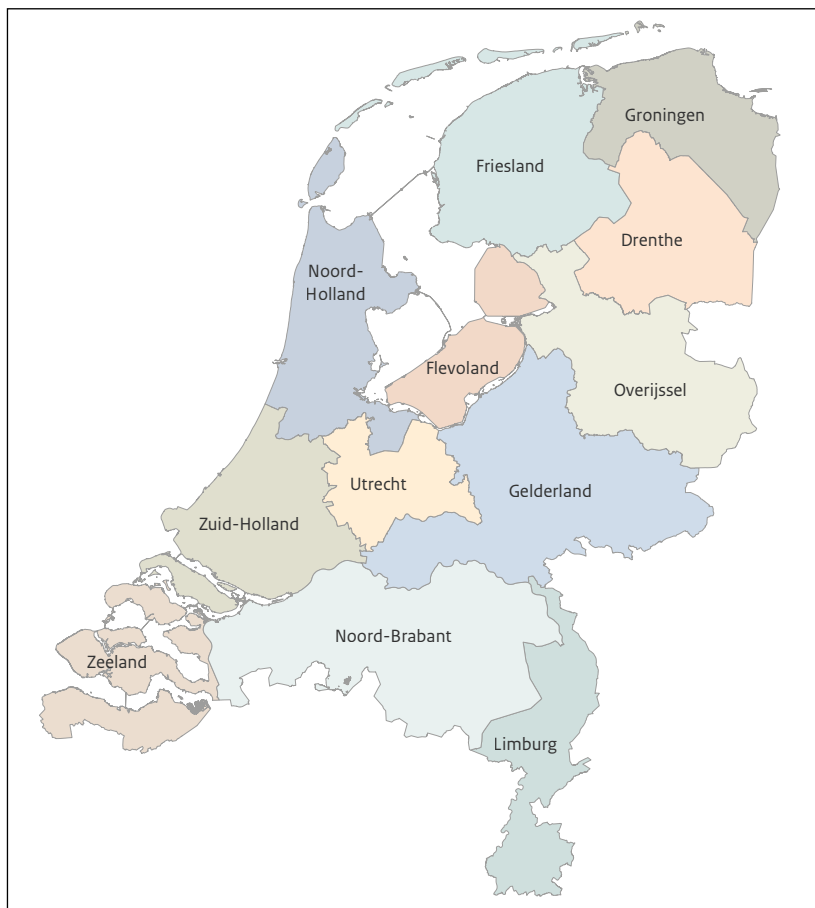 Groningen
Friesland
Drenthe
Noord-
Holland
Flevoland
Overijssel
Utrecht
Gelderland
Zuid-Holland
Noord-Brabant
Zeeland
Limburg